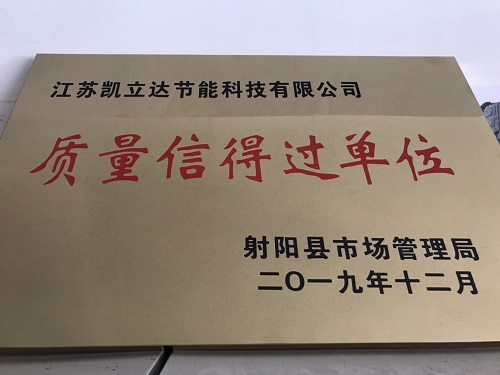 江苏凯立达节能科技有限公司
质量信得过单位
射阳县市场管理局
二〇一九年十二月